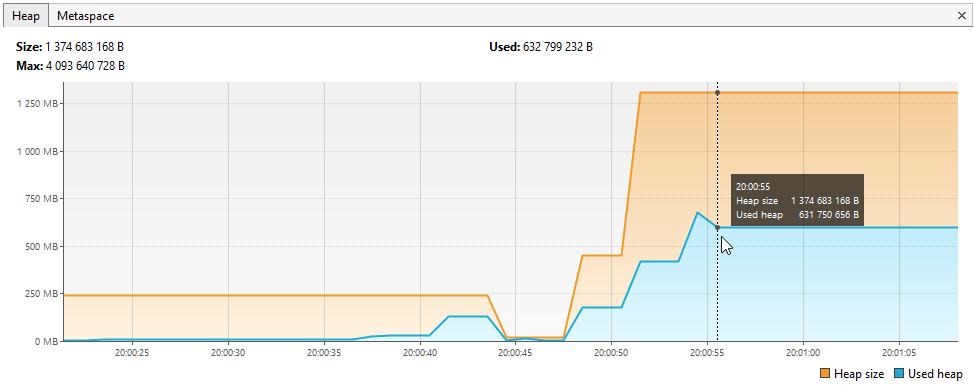 Heap Metaspace
Size: 1 374 683 168 B Used: 632 799 232 B
Max: 4 093 640 728 B
1 250 MB
1 000 MB
750 MB
500 MB
250 MB
0 MB
20:00:55
Heap size 1 374 683 168 B
Used heap 631 750 656 B
20:00:25 20:00:30 20:00:35 20:00:40 20:00:45 20:00:50 20:00:55 20:01:00 20:01:05
Heap size Used heap